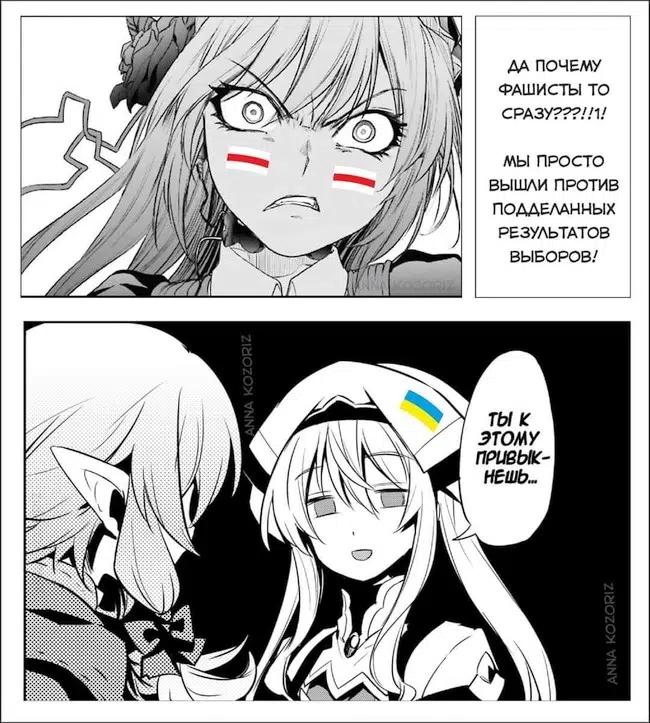 ДА ПОЧЕМУ
ФАШИСТЫ ТО
СРАЗУ???!!1!
МЫ ПРОСТО
ВЫШЛИ ПРОТИВ
ПОДДЕЛАННЫХ
РЕЗУЛЬТАТОВ
ВЫБОРОВ!
ANNA KOZORIZ
ANNA KOZORIZ
ТЫ К
ЭТОМУ
ПРИВЫК-
НЕШЬ...
ANNA KOZORIZ